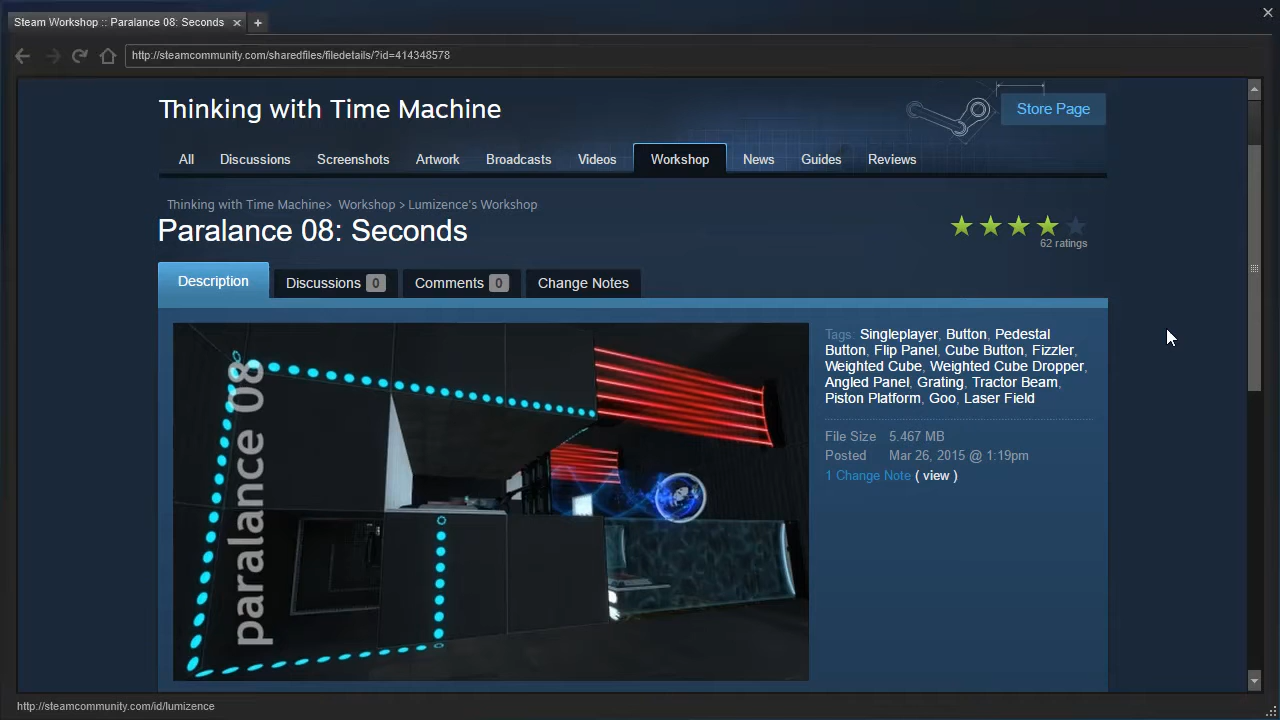 Steam Workshop :: Paralance 08: Seconds
http://steamcommunity.com/sharedfiles/filedetails/?id=414348578
Thinking with Time Machine
Store Page
All Discussions Screenshots Artwork Broadcasts Videos Workshop News Guides Reviews
Thinking with Time Machine> Workshop > Lumizence's Workshop
Paralance 08: Seconds
62 ratings
Description Discussions 0 Comments 0 Change Notes
paralance 08
Tags Singleplayer, Button, Pedestal
Button, Flip Panel, Cube Button, Fizzler,
Weighted Cube, Weighted Cube Dropper,
Angled Panel, Grating, Tractor Beam,
Piston Platform, Goo, Laser Field
File Size 5.467 MB
Posted Mar 26, 2015 @ 1:19pm
1 Change Note ( view )
http://steamcommunity.com/id/lumizence